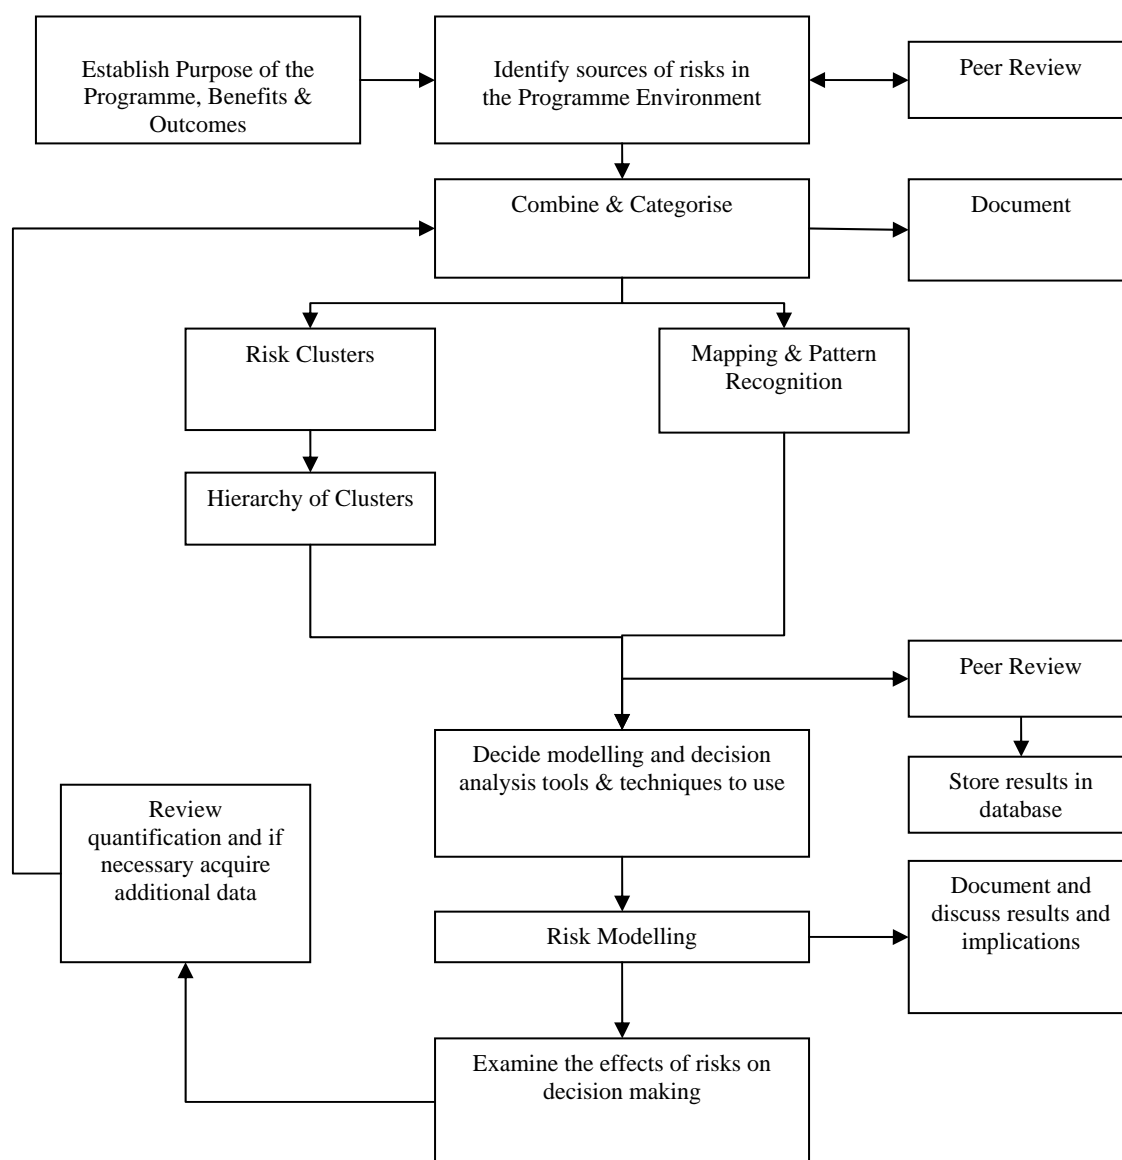 Establish Purpose of the
Programme, Benefits &
Outcomes
Identify sources of risks in
the Programme Environment
Peer Review
Combine & Categorise
Document
Risk Clusters
Mapping & Pattern
Recognition
Hierarchy of Clusters
Peer Review
Decide modelling and decision
analysis tools & techniques to use
Store results in
database
Review
quantification and if
necessary acquire
additional data
Document and
discuss results and
implications
Risk Modelling
Examine the effects of risks on
decision making